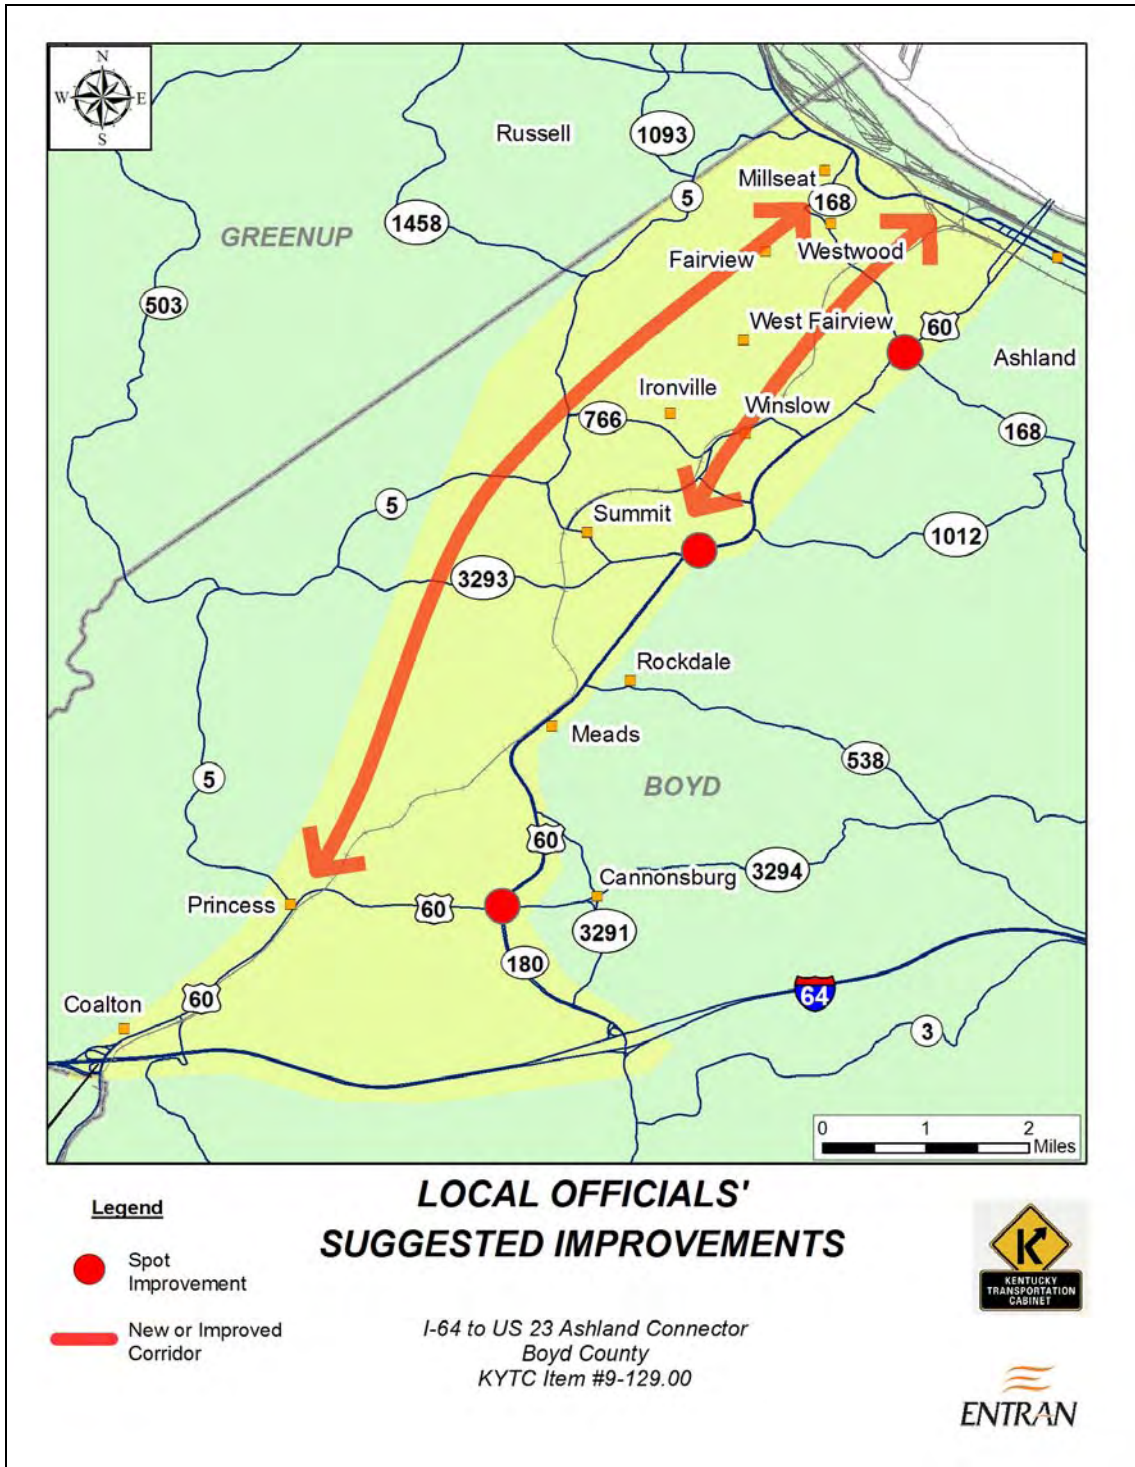 N
W E
S
Russell
1093
Millseat
5
168
GREENUP
1458
Fairview
Westwood
503
West Fairview
60
Ashland
Ironville
766
Winslow
168
5
Summit
1012
3293
Rockdale
Meads
538
5
BOYD
60
Cannonsburg
3294
Princess
60
3291
180
Coalton
60
64
3
0 1 2
Miles
Legend
Spot
Improvement
New or Improved
Corridor
LOCAL OFFICIALS'
SUGGESTED IMPROVEMENTS
I-64 to US 23 Ashland Connector
Boyd County
KYTC Item #9-129.00
K
KENTUCKY
TRANSPORTATION
CABINET
ENTRAN